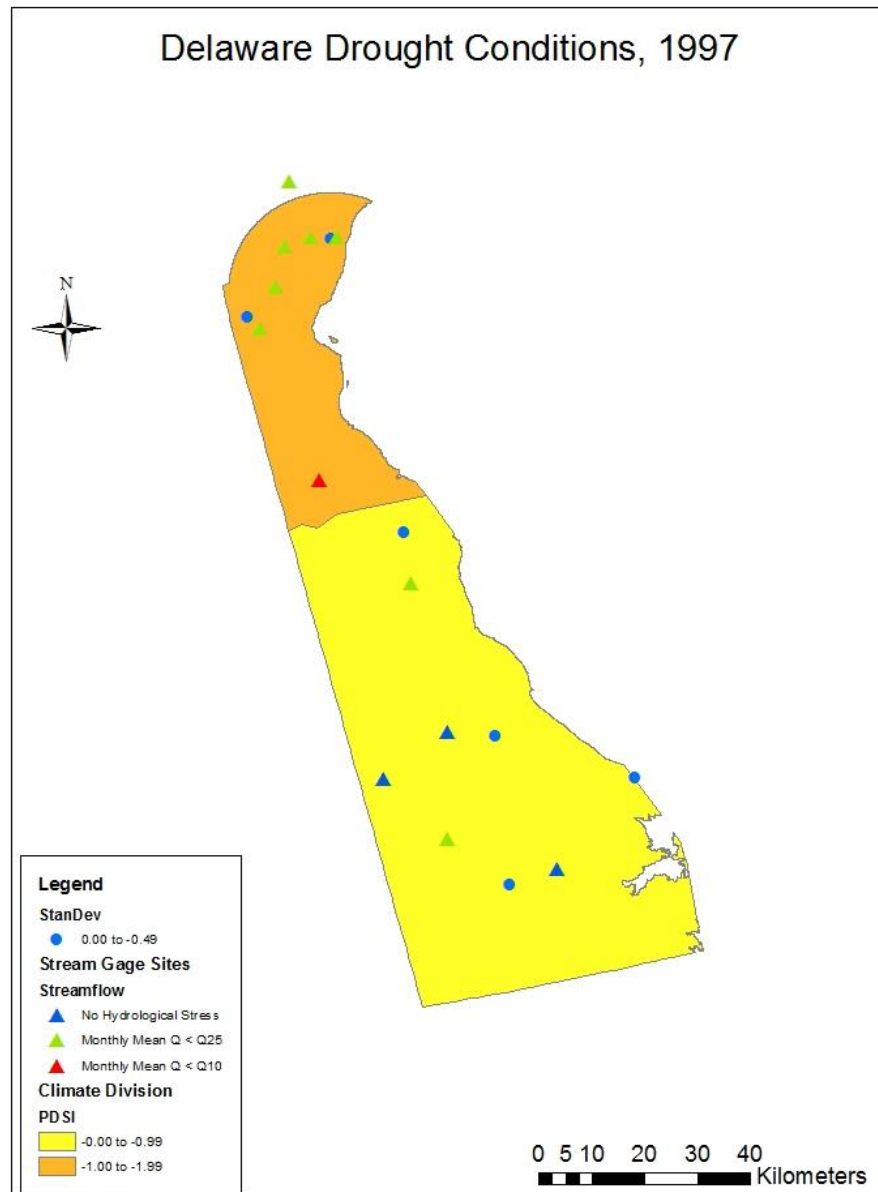 Delaware Drought Conditions, 1997
N
Legend
StanDev
0.00 to -0.49
Stream Gage Sites
Streamflow
No Hydrological Stress
Monthly Mean Q < Q25
Monthly Mean Q < Q10
Climate Division
PDSI
-0.00 to -0.99
-1.00 to -1.99
0 5 10 20 30 40
Kilometers